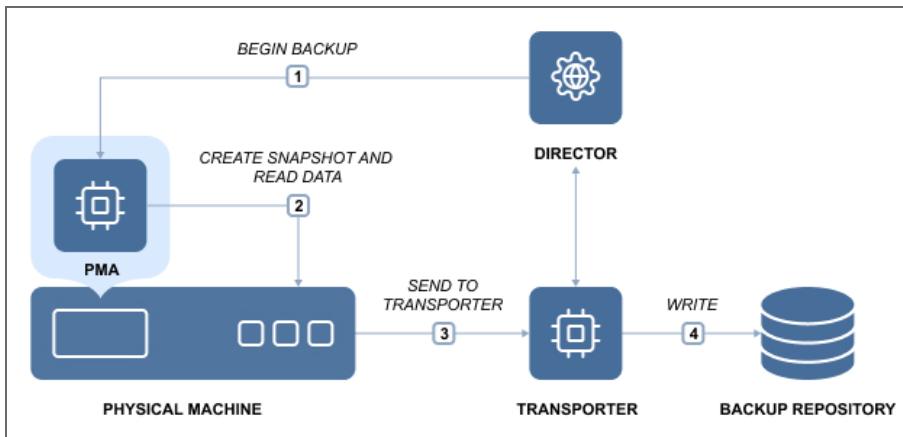 BEGIN BACKUP
1
DIRECTOR
CREATE SNAPSHOT AND
READ DATA
2
PMA
SEND TO
TRANSPORTER
3
WRITE
4
PHYSICAL MACHINE
TRANSPORTER
BACKUP REPOSITORY